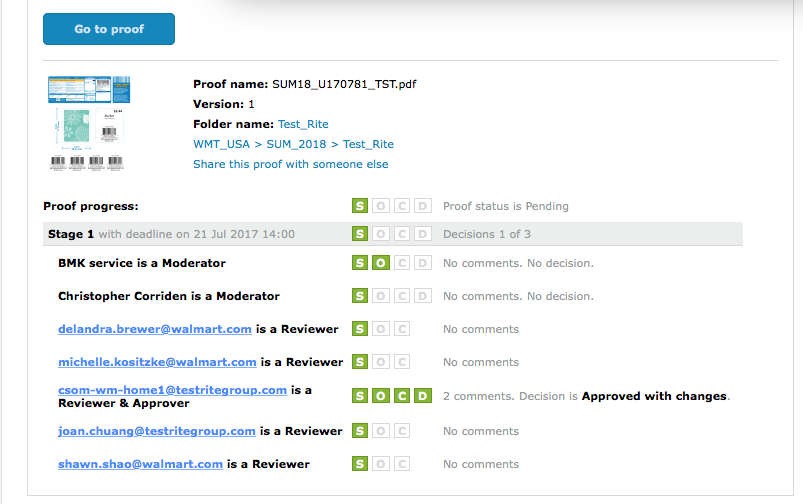 Go to proof
Proof name: SUM18_U170781_TST.pdf
Version: 1
Folder name: Test_Rite
WMT_USA > SUM_2018 > Test_Rite
Share this proof with someone else
Proof progress: S O C D Proof status is Pending
Stage 1 with deadline on 21 Jul 2017 14:00 S O C D Decisions 1 of 3
BMK service is a Moderator S O C D No comments. No decision.
Christopher Corriden is a Moderator S O C D No comments. No decision.
delandra.brewer@walmart.com is a Reviewer S O C No comments
michelle.kositzke@walmart.com is a Reviewer S O C No comments
csom-wm-home1@testritegroup.com is a
Reviewer & Approver S O C D 2 comments. Decision is Approved with changes.
joan.chuang@testritegroup.com is a Reviewer S O C No comments
shawn.shao@walmart.com is a Reviewer S O C No comments